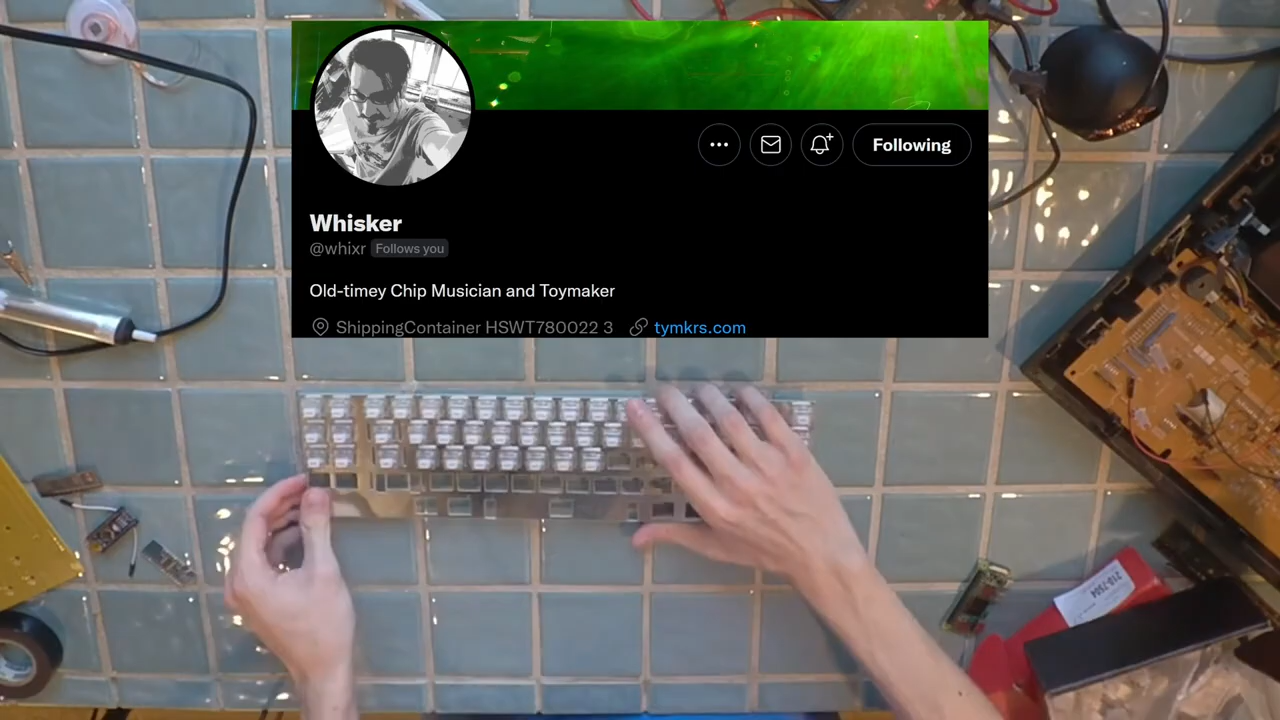 Following
Whisker
@whixr Follows you
Old-timey Chip Musician and Toymaker
ShippingContainer HSWT780022 3 tymkrs.com